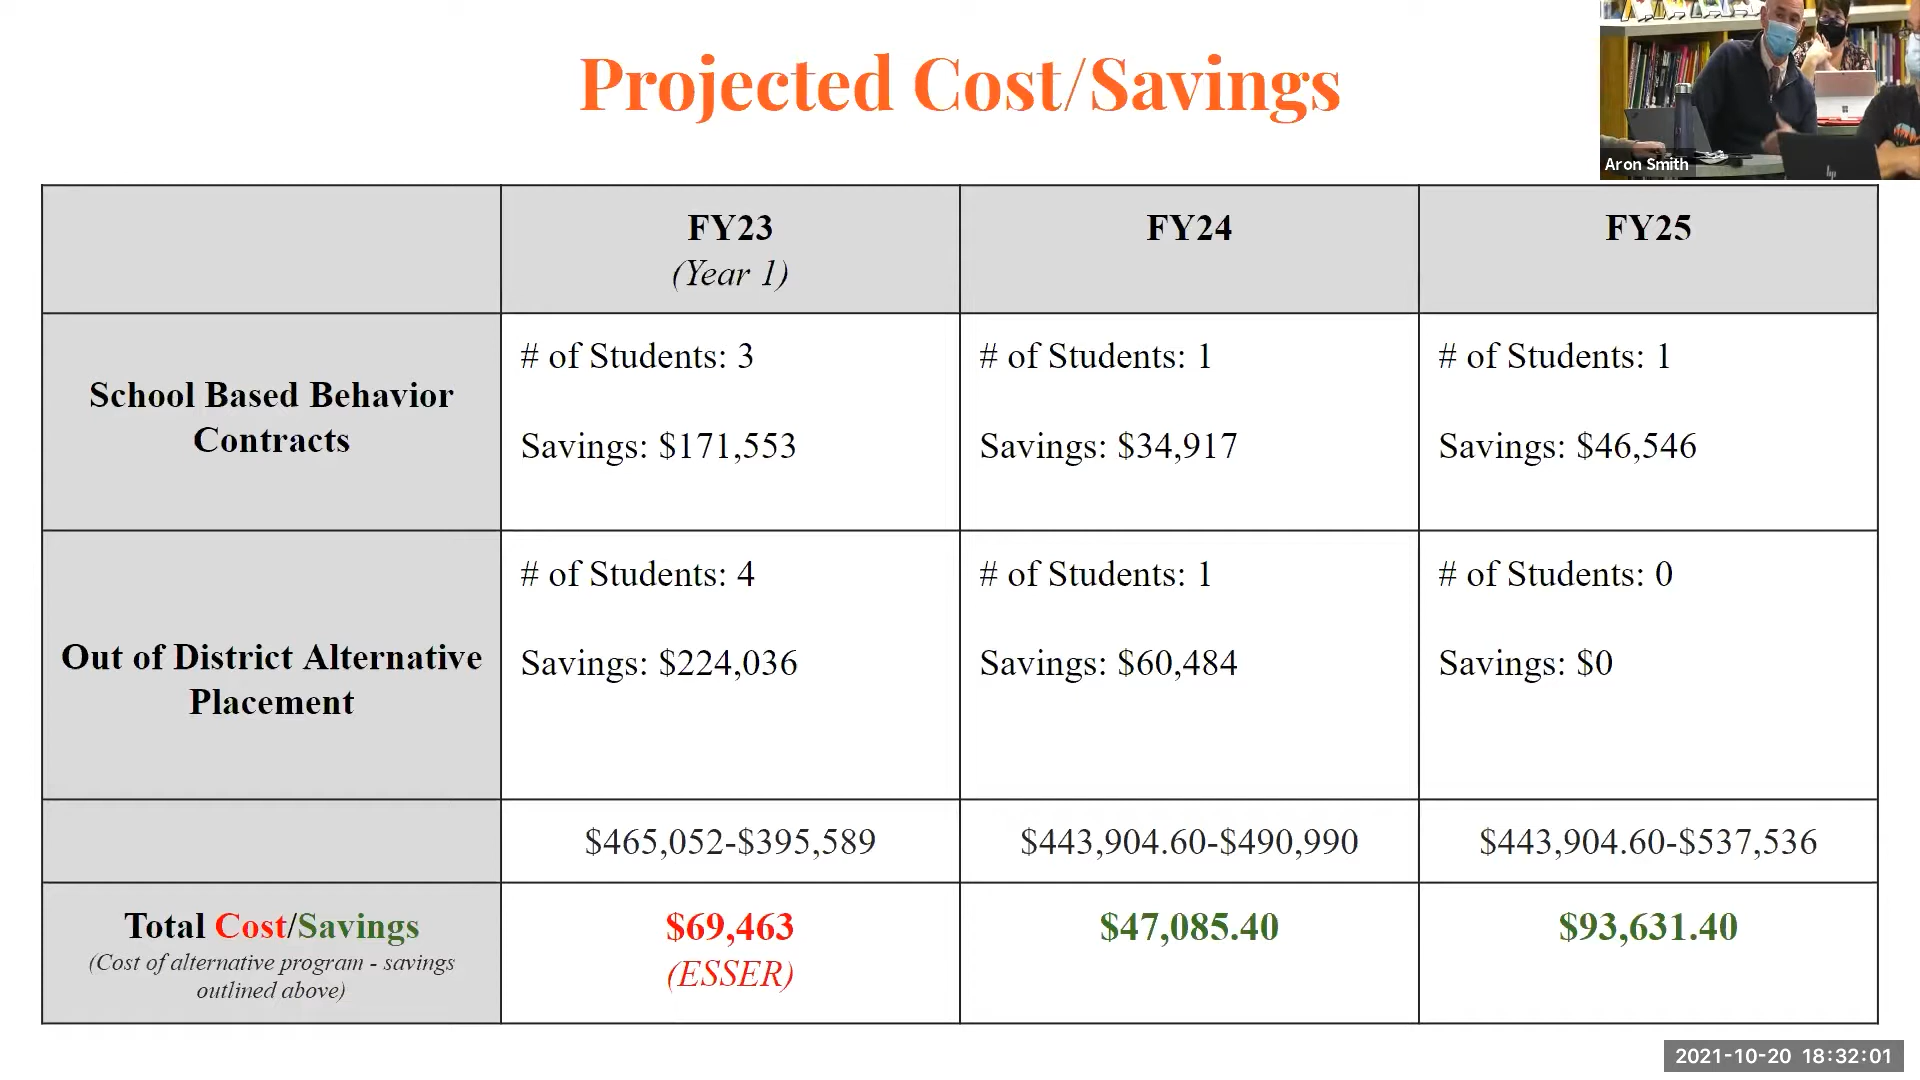 Projected Cost/Savings
Aron Smith
hp
FY23
(Year 1)
FY24
FY25
School Based Behavior
Contracts
# of Students: 3
Savings: $171,553
# of Students: 1
Savings: $34,917
# of Students: 1
Savings: $46,546
Out of District Alternative
Placement
# of Students: 4
Savings: $224,036
# of Students: 1
Savings: $60,484
# of Students: 0
Savings: $0
$465,052-$395,589
$443,904.60-$490,990
$443,904.60-$537,536
Total Cost/Savings
(Cost of alternative program - savings
outlined above)
$69,463
(ESSER)
$47,085.40
$93,631.40
2021-10-20 18:32:01